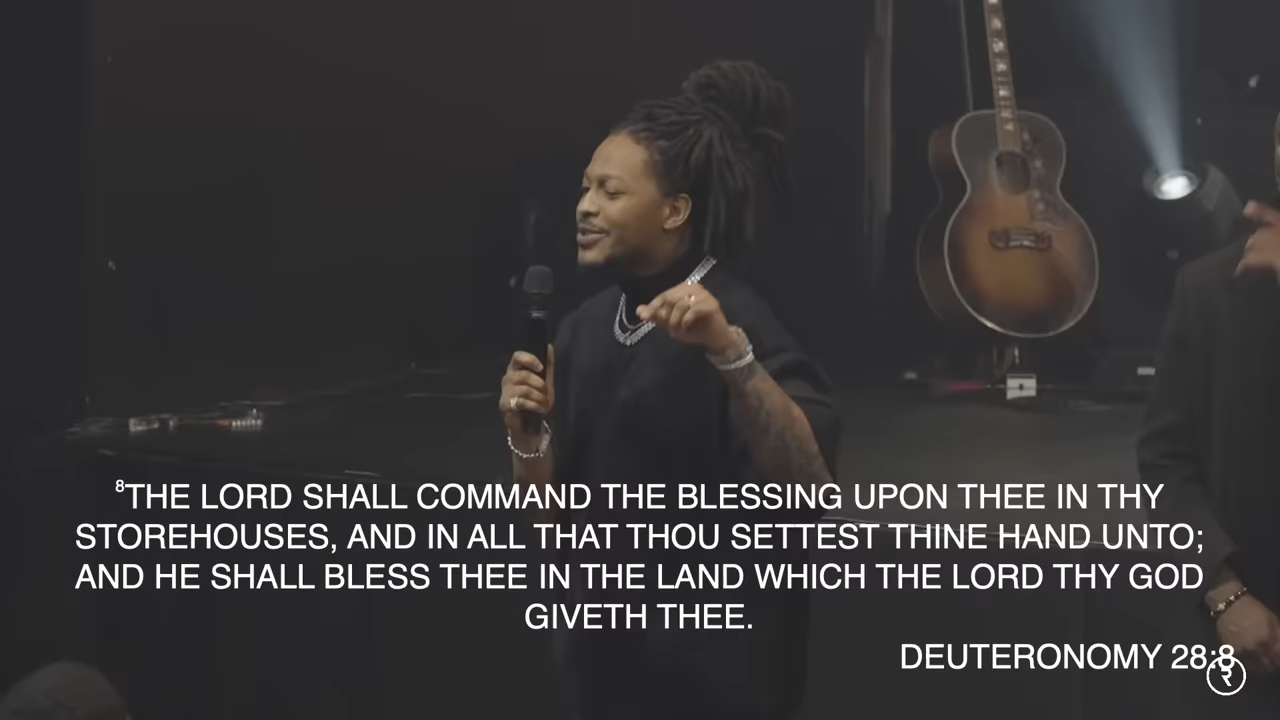 ⁸THE LORD SHALL COMMAND THE BLESSING UPON THEE IN THY
STOREHOUSES, AND IN ALL THAT THOU SETTEST THINE HAND UNTO;
AND HE SHALL BLESS THEE IN THE LAND WHICH THE LORD THY GOD
GIVETH THEE.
DEUTERONOMY 28:8
R